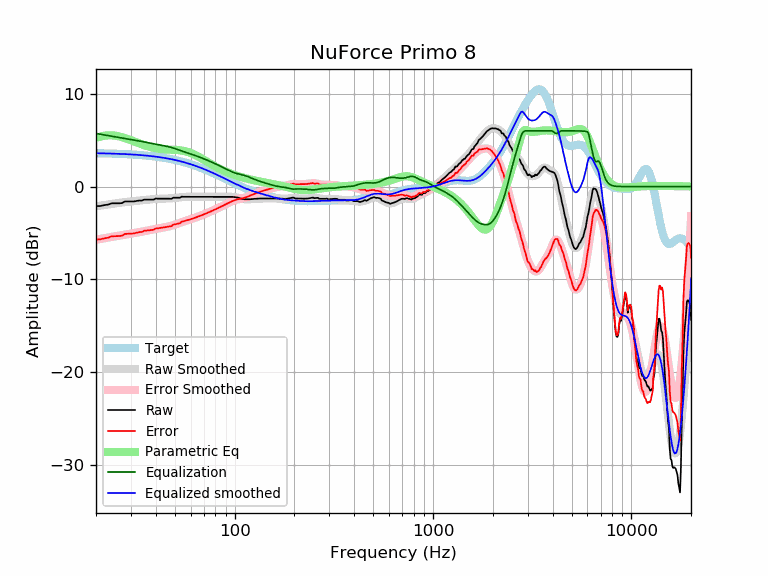 NuForce Primo 8
Amplitude (dBr)
10
0
−10
−20
−30
Target
Raw Smoothed
Error Smoothed
Raw
Error
Parametric Eq
Equalization
Equalized smoothed
100
1000
10000
Frequency (Hz)